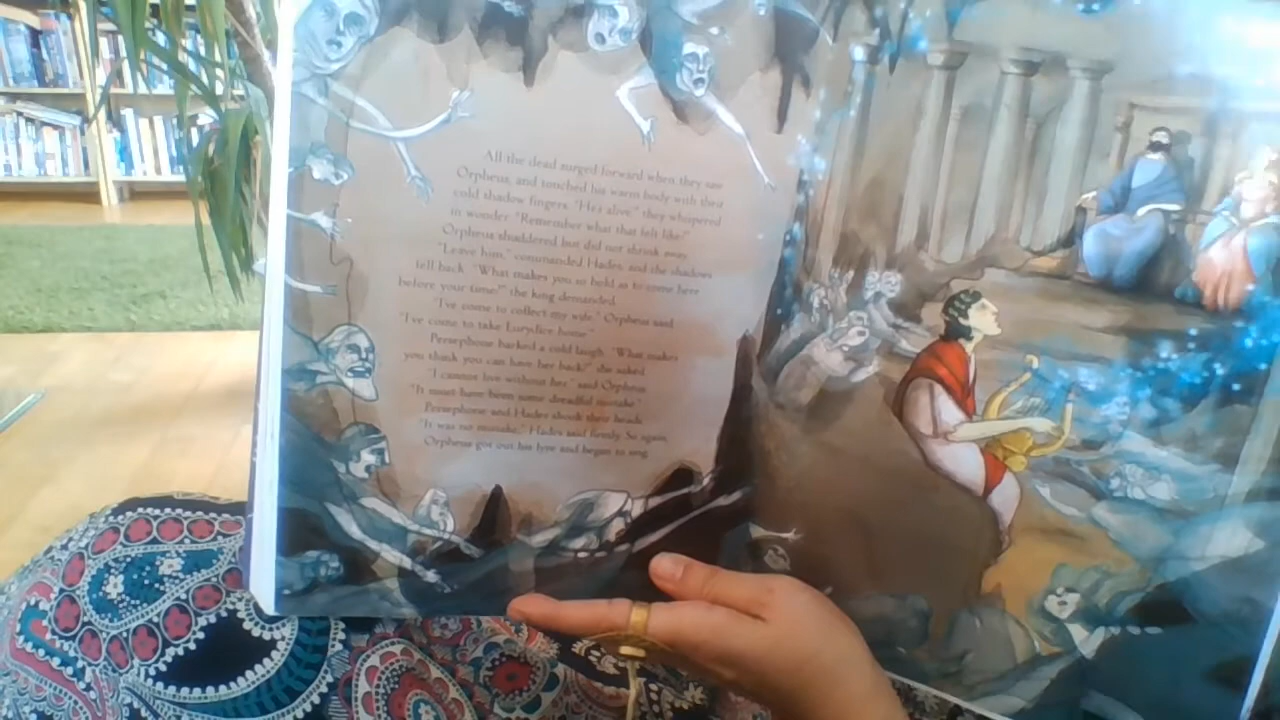 All the dead surged forward when they saw
Orpheus, and touched his warm body with their
cold shadow fingers. "He's alive!" they whispered
in wonder. "Remember what that felt like?"
Orpheus shuddered but did not shrink away.
"Leave him," commanded Hades, and the shadows
fell back. "What makes you so bold as to come here
before your time?" the king demanded.
"I've come to collect my wife," Orpheus said.
"I've come to take Eurydice home."
Persephone barked a cold laugh. "What makes
you think you can have her back?" she asked.
"I cannot live without her," said Orpheus.
"It must have been some dreadful mistake."
Persephone and Hades shook their heads.
"It was no mistake," Hades said firmly. So again,
Orpheus got out his lyre and began to sing.